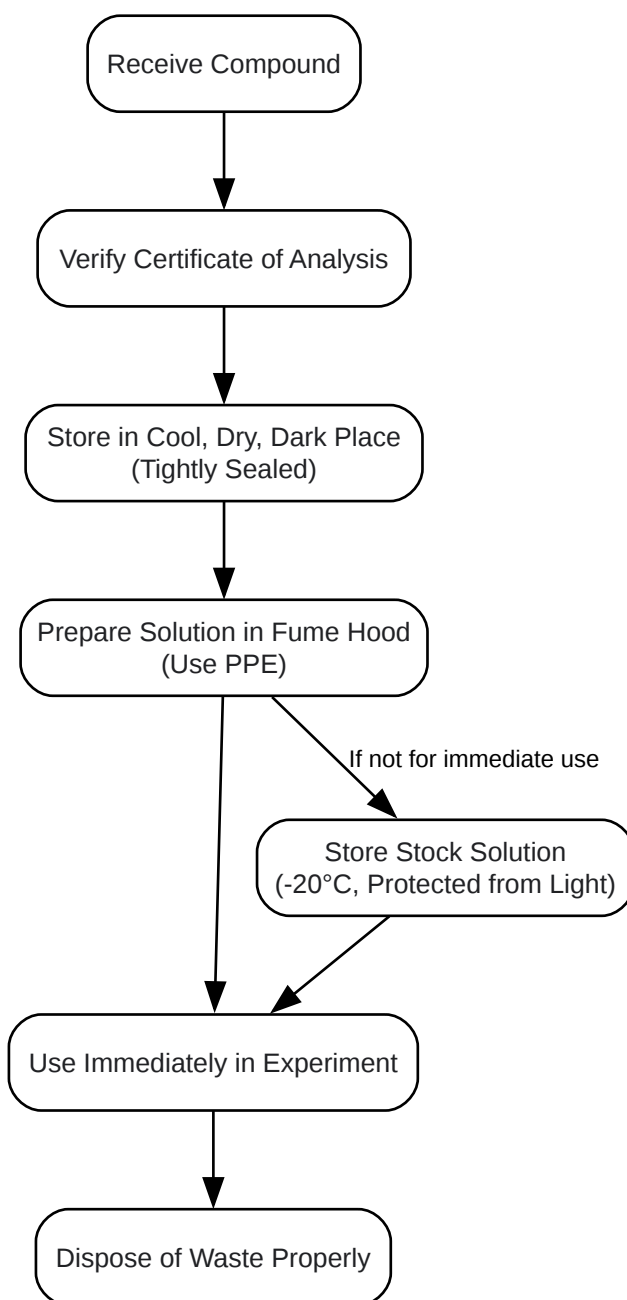 Receive Compound
Verify Certificate of Analysis
Store in Cool, Dry, Dark Place
(Tightly Sealed)
Prepare Solution in Fume Hood
(Use PPE)
If not for immediate use
Store Stock Solution
(-20°C, Protected from Light)
Use Immediately in Experiment
Dispose of Waste Properly